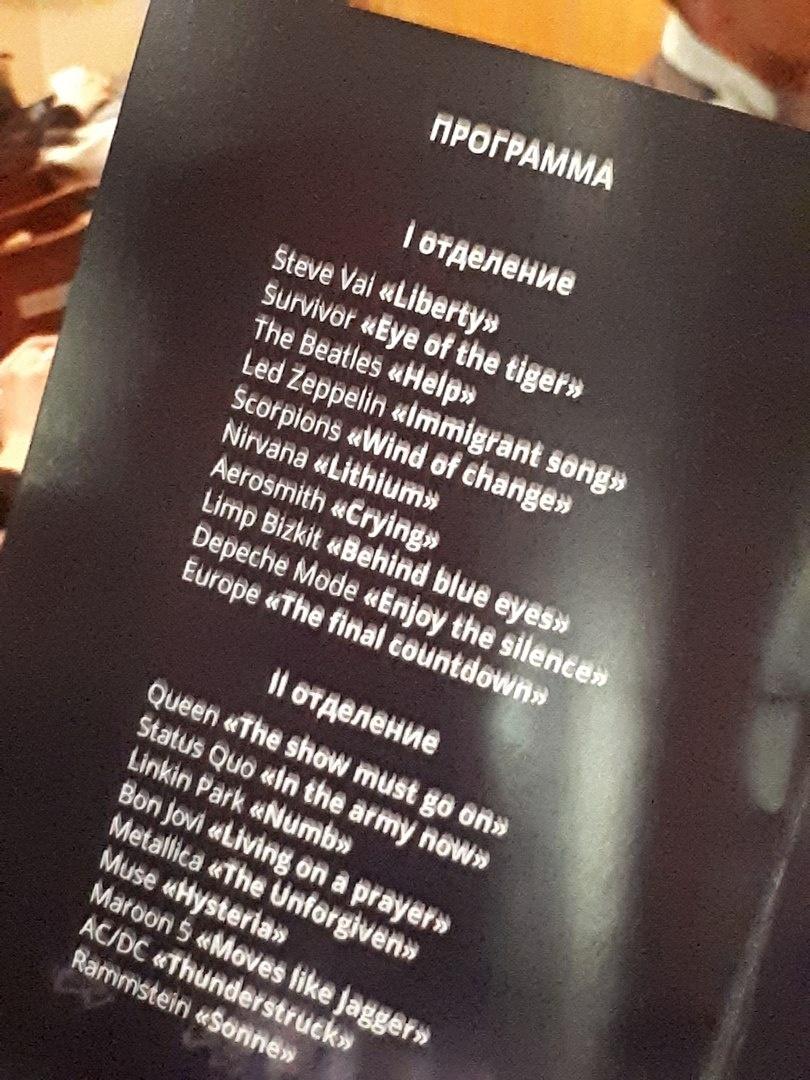 ПРОГРАММА
I отделение
Steve Vai «Liberty»
Survivor «Eye of the tiger»
The Beatles «Help»
Led Zeppelin «Immigrant song»
Scorpions «Wind of change»
Nirvana «Lithium»
Aerosmith «Crying»
Limp Bizkit «Behind blue eyes»
Depeche Mode «Enjoy the silence»
Europe «The final countdown»
II отделение
Queen «The show must go on»
Status Quo «In the army now»
Linkin Park «Numb»
Bon Jovi «Living on a prayer»
Metallica «The Unforgiven»
Muse «Hysteria»
Maroon 5 «Moves like Jagger»
AC/DC «Thunderstruck»
Rammstein «Sonne»